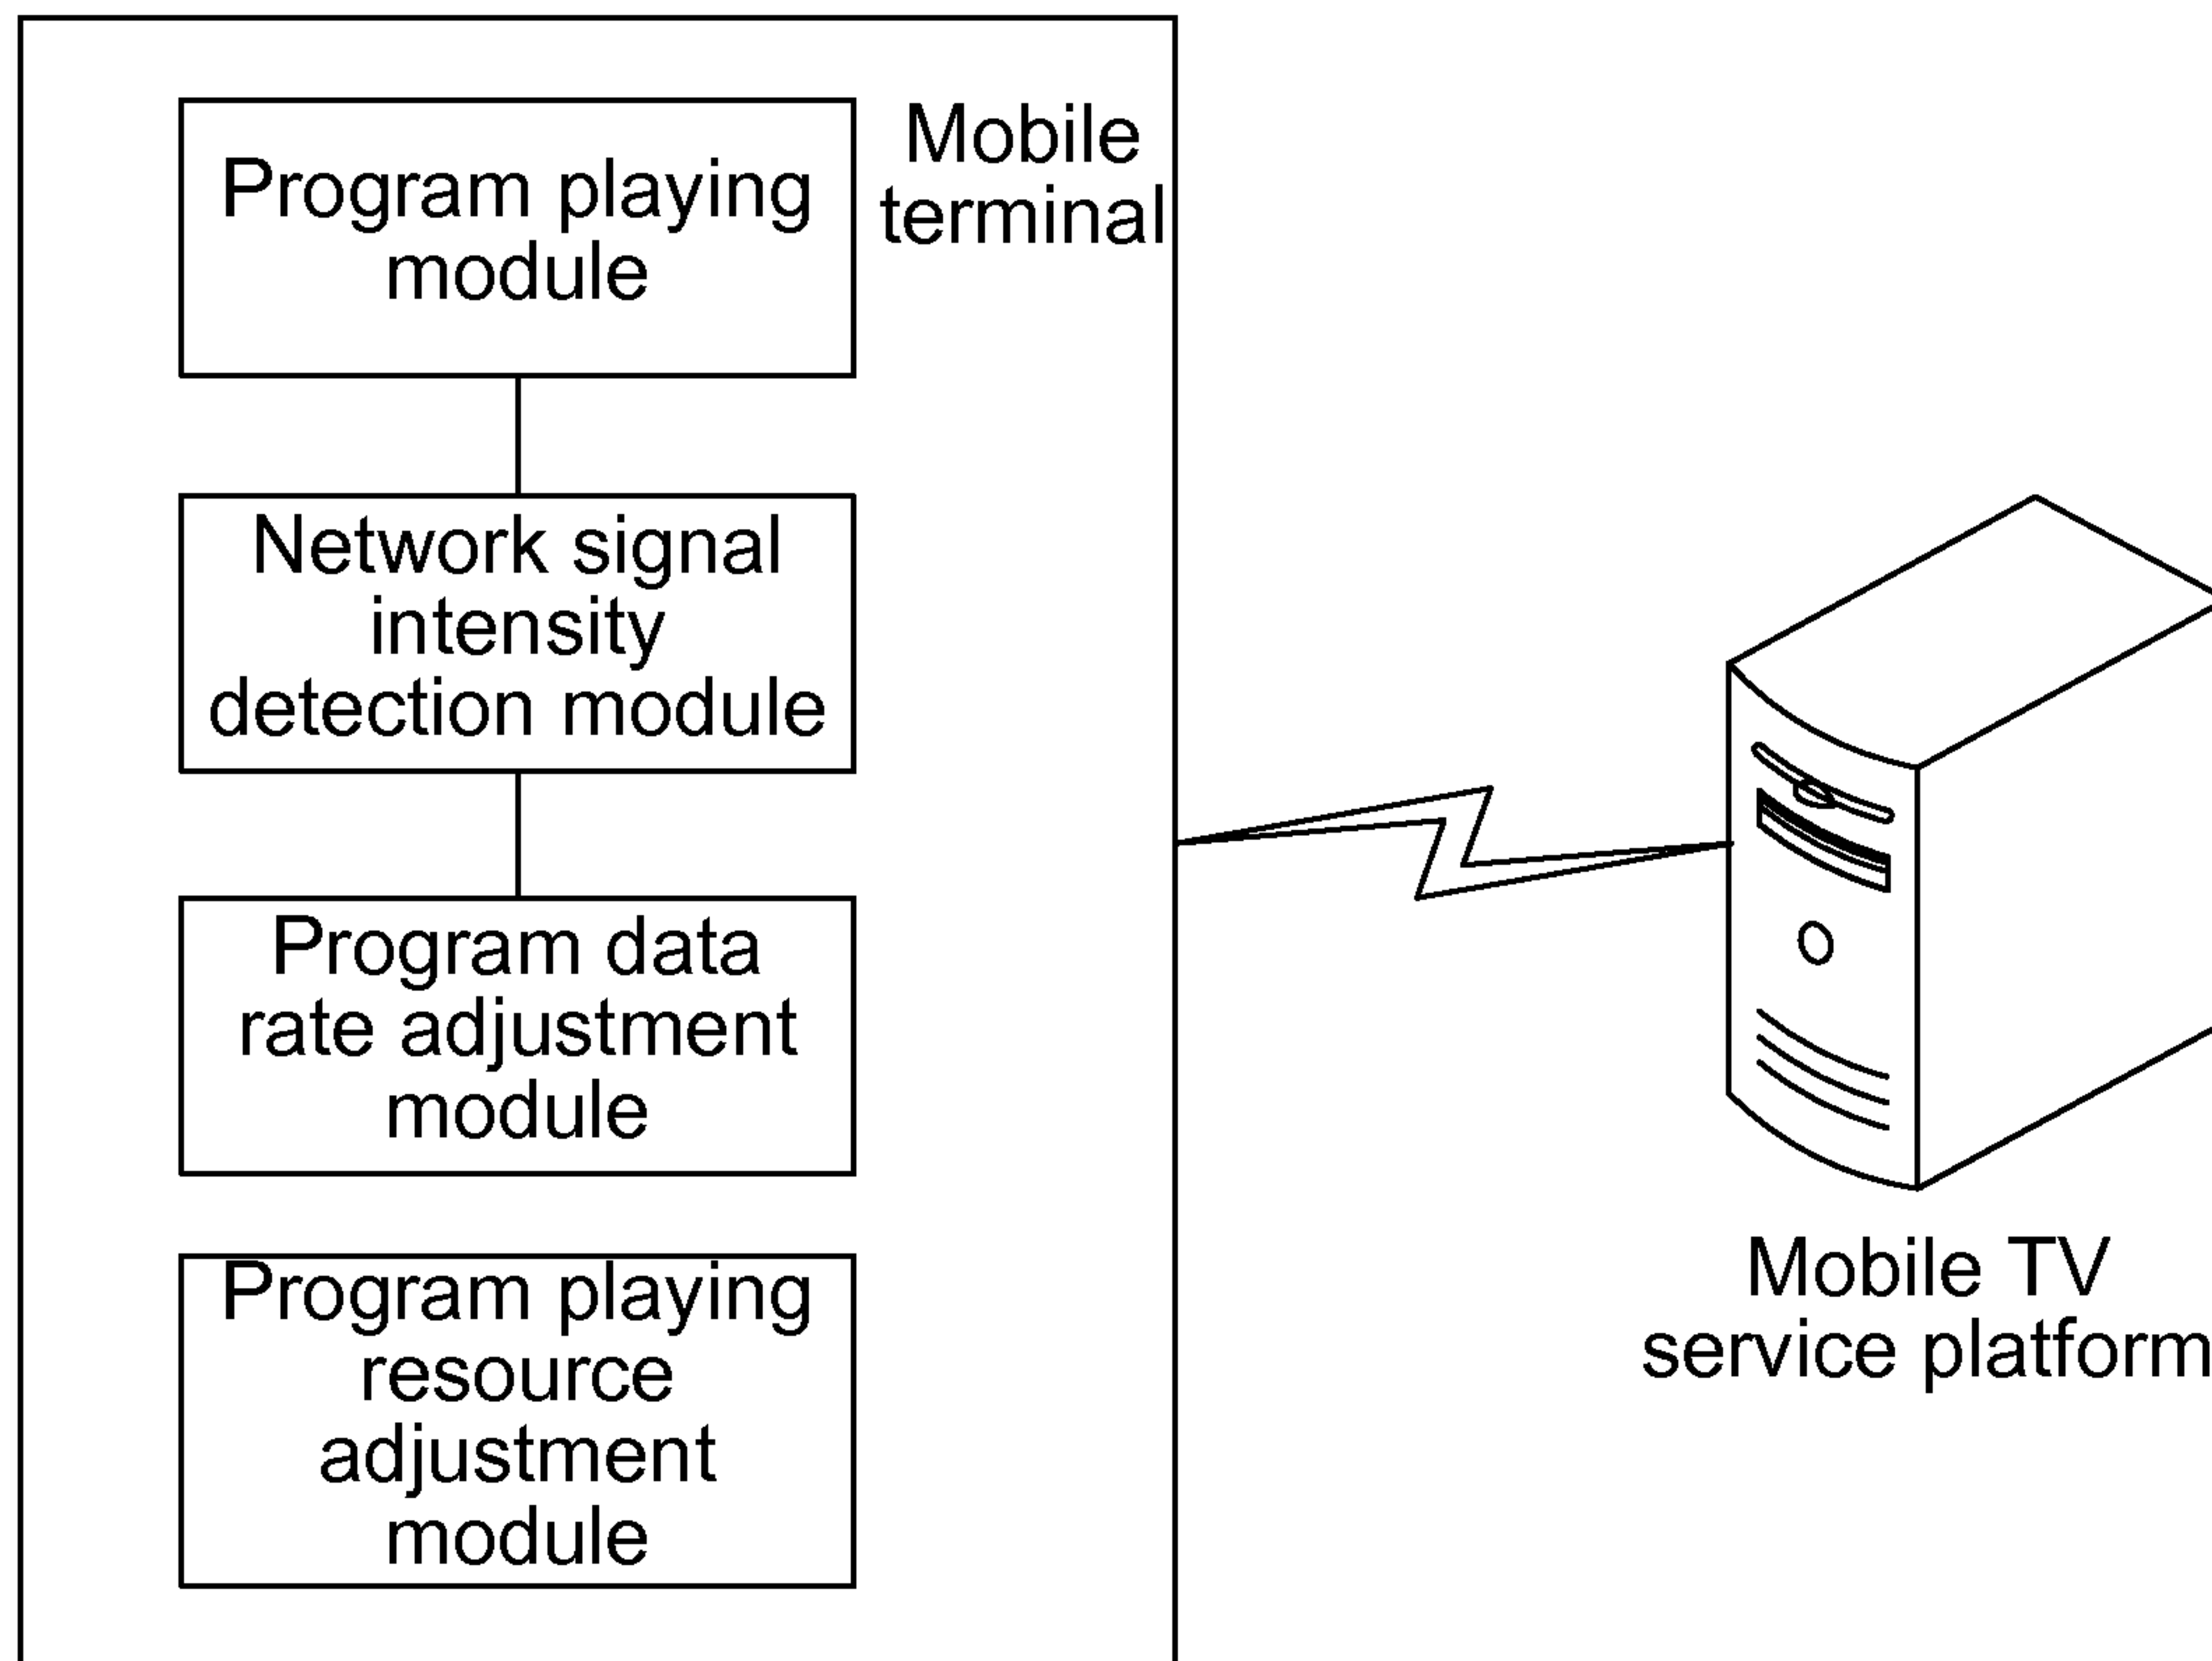 Program playing
module
Mobile
terminal
Network signal
intensity
detection module
Program data
rate adjustment
module
Program playing
resource
adjustment
module
Mobile TV
service platform